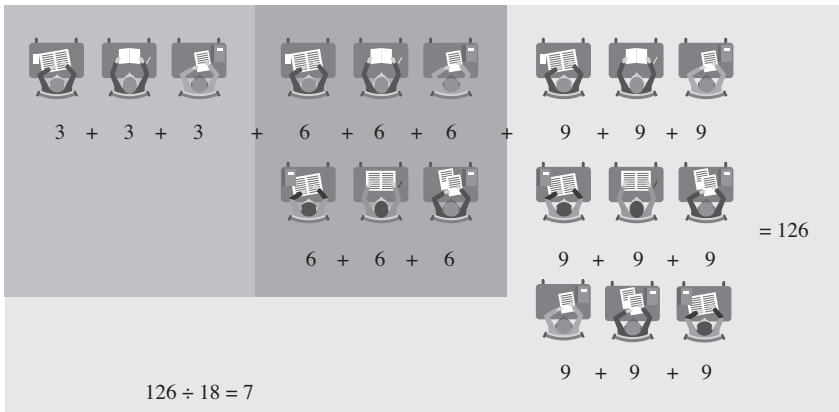 3 + 3 + 3 + 6 + 6 + 6 + 9 + 9 + 9
6 + 6 + 6 9 + 9 + 9
= 126
9 + 9 + 9
126 ÷ 18 = 7